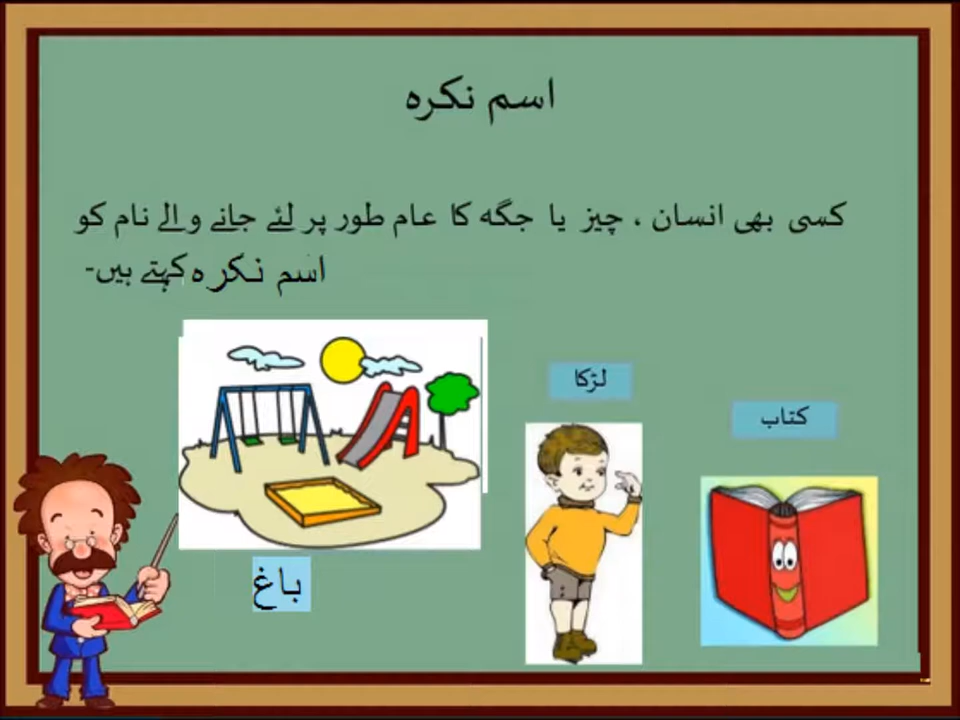 اسم نکرہ
کسی بھی انسان ، چیز یا جگہ کا عام طور پر لئے جانے والے نام کو
اسم نکرہ کہتے ہیں۔
لڑکا
کتاب
باغ